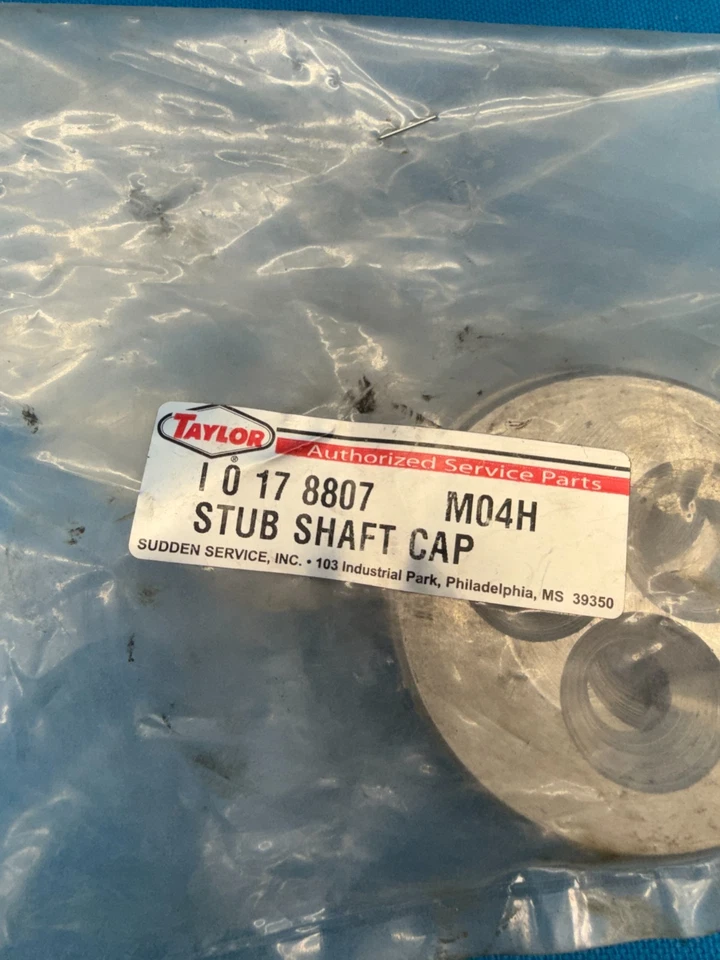 TAYLOR
®
Authorized Service Parts
I 0 17 8807 M04H
STUB SHAFT CAP
SUDDEN SERVICE, INC. • 103 Industrial Park, Philadelphia, MS 39350